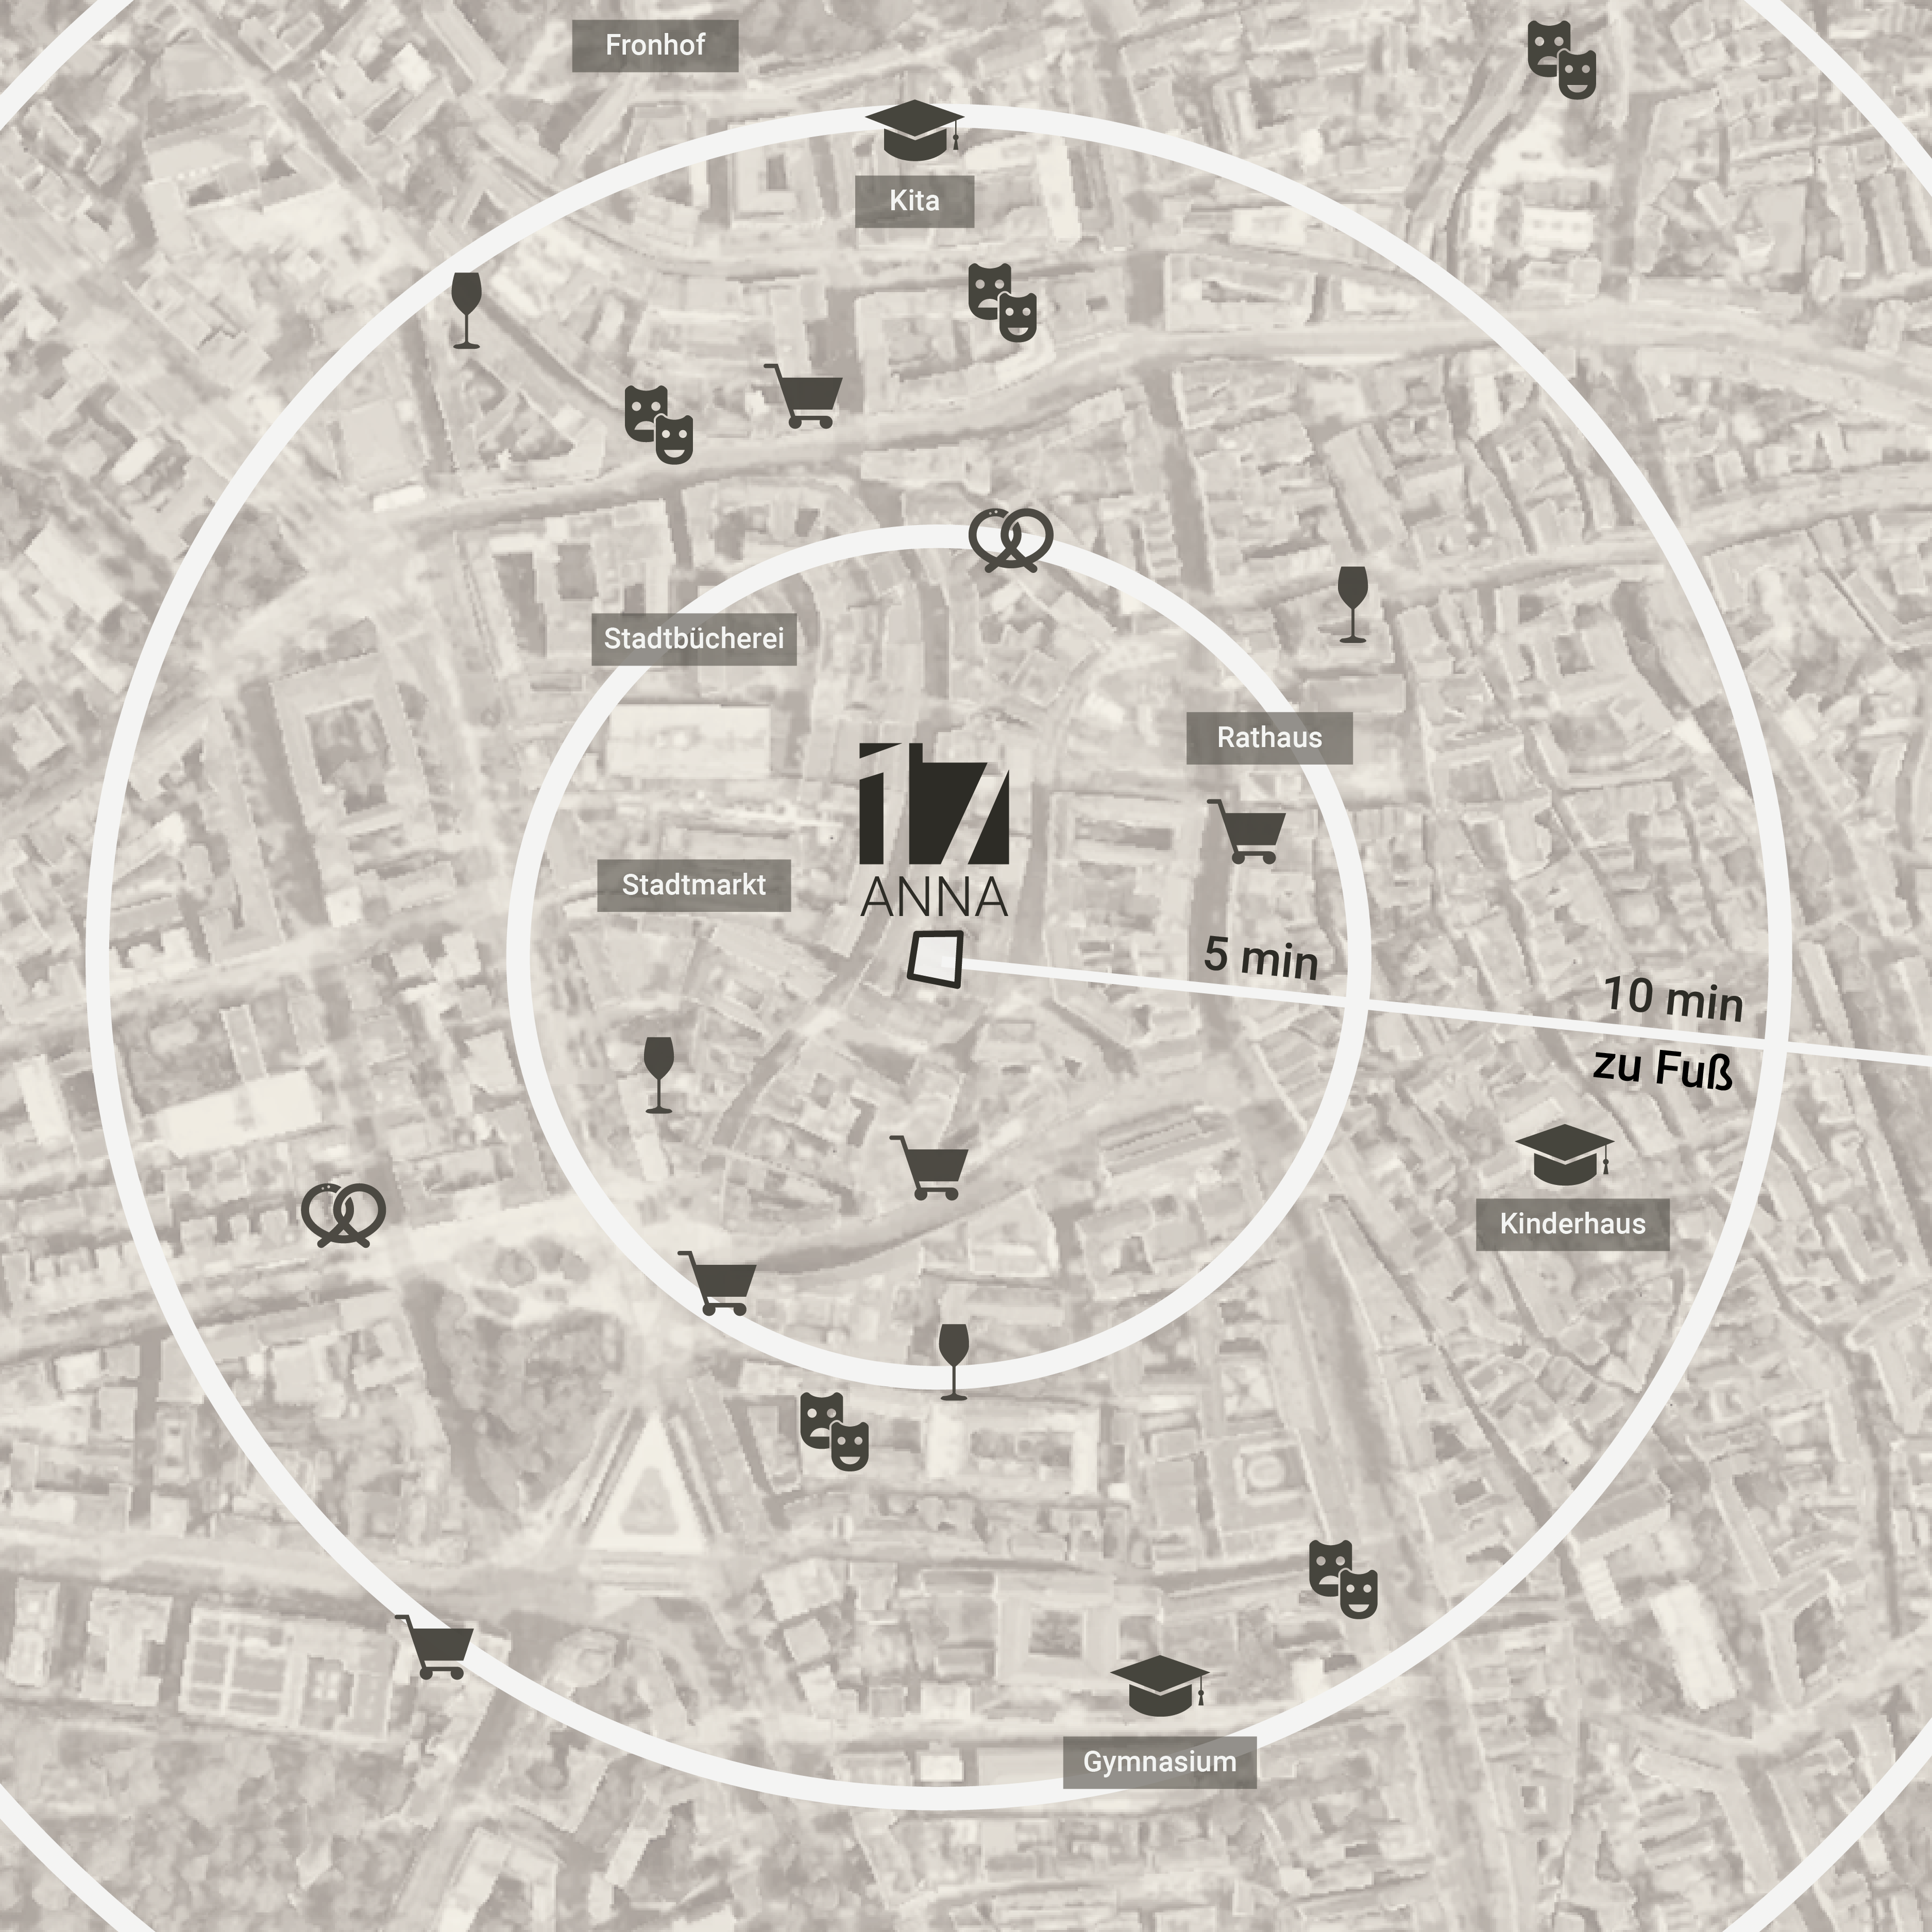 Fronhof
Kita
Stadtbücherei
Rathaus
17
ANNA
Stadtmarkt
5 min
10 min
zu Fuß
Kinderhaus
Gymnasium